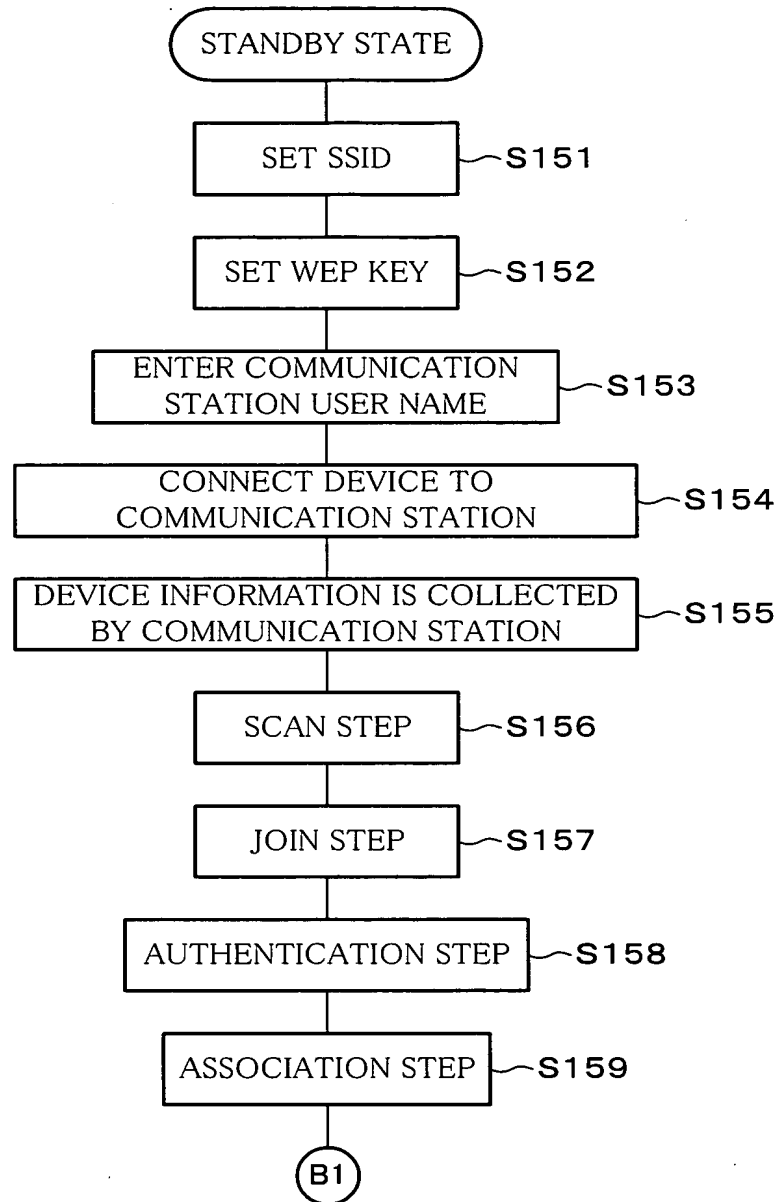 STANDBY STATE
SET SSID
S151
SET WEP KEY
S152
ENTER COMMUNICATION
STATION USER NAME
S153
CONNECT DEVICE TO
COMMUNICATION STATION
S154
DEVICE INFORMATION IS COLLECTED
BY COMMUNICATION STATION
S155
SCAN STEP
S156
JOIN STEP
S157
AUTHENTICATION STEP
S158
ASSOCIATION STEP
S159
B1